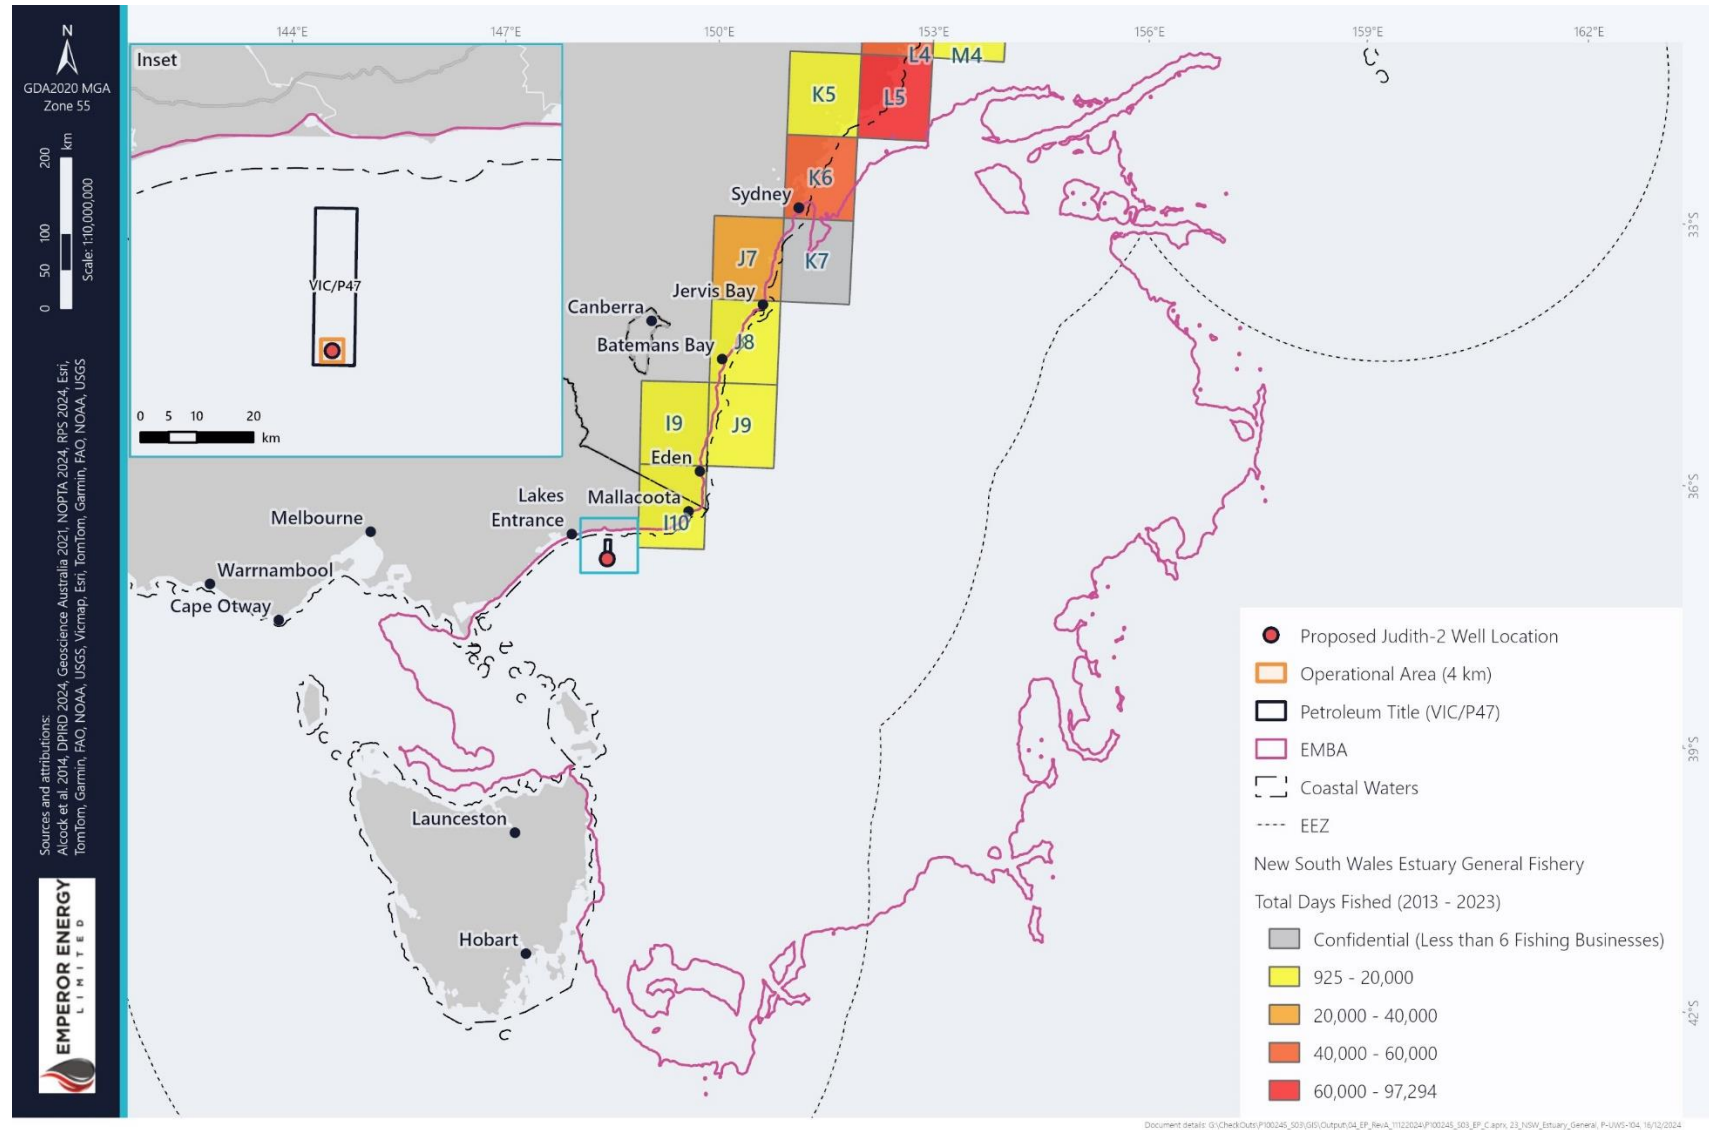 N
GDA2020 MGA
Zone 55
200
100
50
0
km
Scale: 1:10,000,000
Sources and attributions:
Alcock et al. 2014, DPIRD 2024, Geoscience Australia 2021, NOPTA 2024, RPS 2024, Esri,
TomTom, Garmin, FAO, NOAA, USGS, Vicmap, Esri, TomTom, Garmin, FAO, NOAA, USGS
EMPEROR ENERGY
LIMITED
144°E
147°E
150°E
153°E
156°E
159°E
162°E
33°S
36°S
39°S
42°S
Inset
VIC/P47
0 5 10 20
km
L4
M4
K5
L5
K6
Sydney
J7
K7
Jervis Bay
Canberra
Batemans Bay
J8
I9
J9
Eden
Lakes
Entrance
Mallacoota
I10
Melbourne
Warrnambool
Cape Otway
Launceston
Hobart
Proposed Judith-2 Well Location
Operational Area (4 km)
Petroleum Title (VIC/P47)
EMBA
Coastal Waters
EEZ
New South Wales Estuary General Fishery
Total Days Fished (2013 - 2023)
Confidential (Less than 6 Fishing Businesses)
925 - 20,000
20,000 - 40,000
40,000 - 60,000
60,000 - 97,294